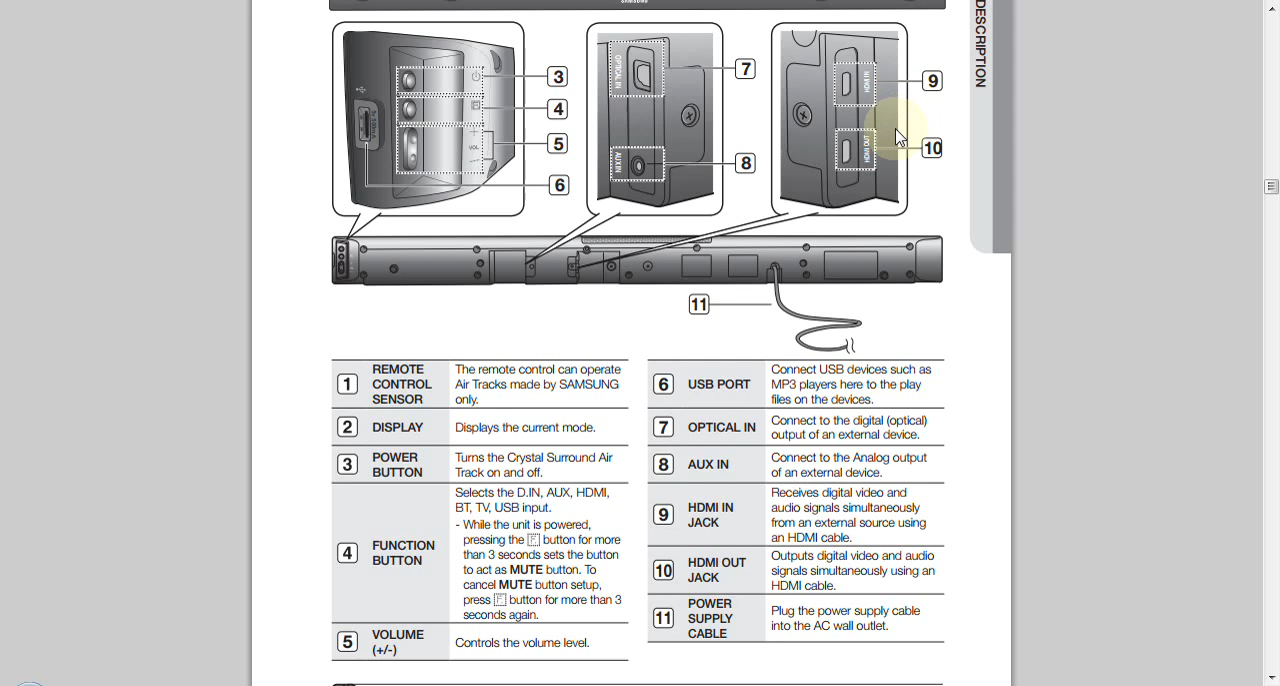 SAMSUNG
DESCRIPTION
3
4
5
6
VOL
5V 500mA
OPTICAL IN
AUX IN
7
8
HDMI IN
HDMI OUT
9
10
11
1 REMOTE CONTROL SENSOR
The remote control can operate
Air Tracks made by SAMSUNG
only.
2 DISPLAY
Displays the current mode.
3 POWER BUTTON
Turns the Crystal Surround Air
Track on and off.
4 FUNCTION BUTTON
Selects the D.IN, AUX, HDMI,
BT, TV, USB input.
- While the unit is powered,
pressing the F button for more
than 3 seconds sets the button
to act as MUTE button. To
cancel MUTE button setup,
press F button for more than 3
seconds again.
5 VOLUME (+/-)
Controls the volume level.
6 USB PORT
Connect USB devices such as
MP3 players here to the play
files on the devices.
7 OPTICAL IN
Connect to the digital (optical)
output of an external device.
8 AUX IN
Connect to the Analog output
of an external device.
9 HDMI IN JACK
Receives digital video and
audio signals simultaneously
from an external source using
an HDMI cable.
10 HDMI OUT JACK
Outputs digital video and audio
signals simultaneously using an
HDMI cable.
11 POWER SUPPLY CABLE
Plug the power supply cable
into the AC wall outlet.